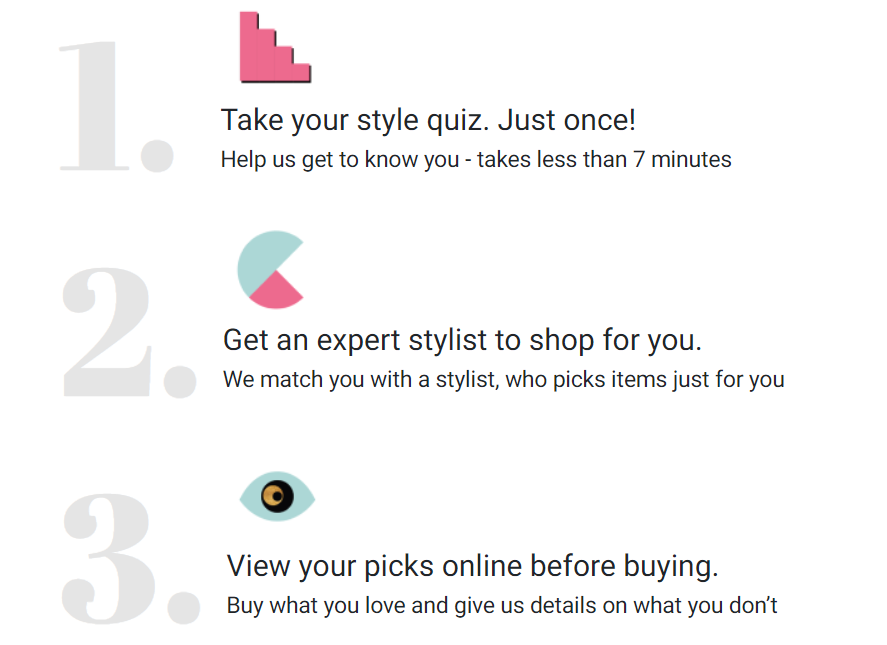 1.
Take your style quiz. Just once!
Help us get to know you - takes less than 7 minutes
2.
Get an expert stylist to shop for you.
We match you with a stylist, who picks items just for you
3.
View your picks online before buying.
Buy what you love and give us details on what you don’t